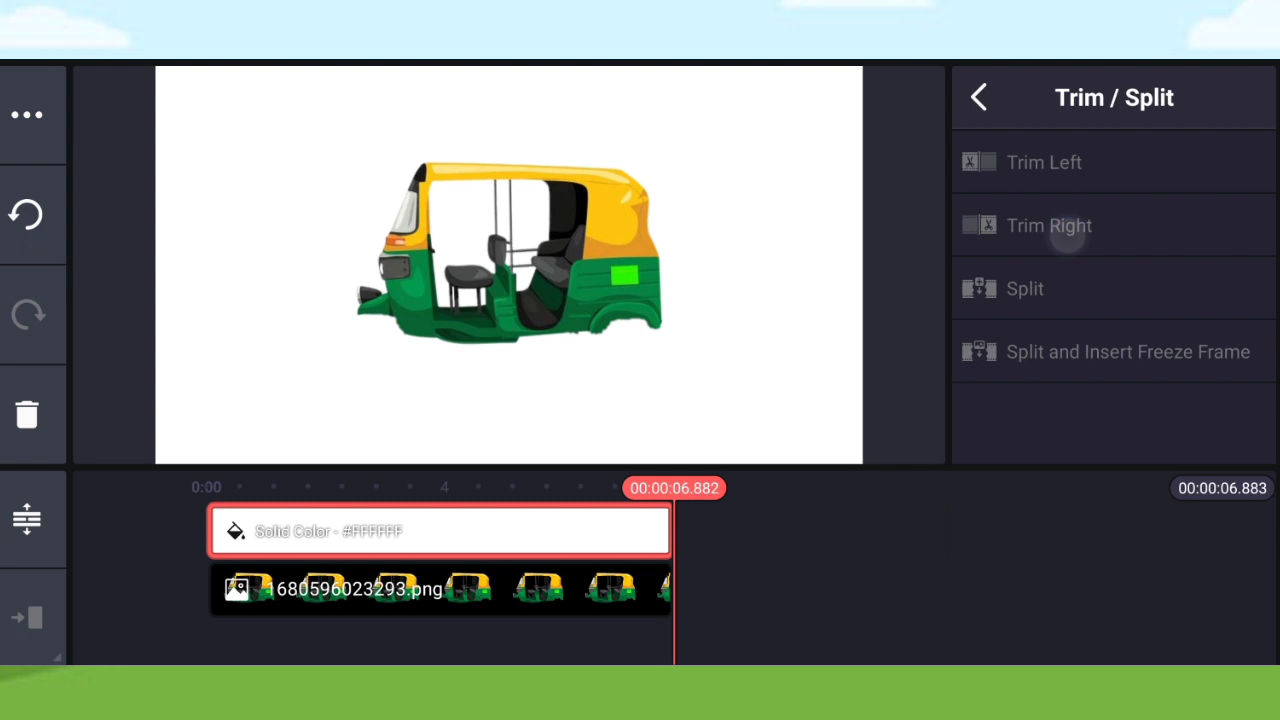 Trim / Split
Trim Left
Trim Right
Split
Split and Insert Freeze Frame
0:00
4
00:00:06.882
00:00:06.883
Solid Color - #FFFFFF
1680596023293.png